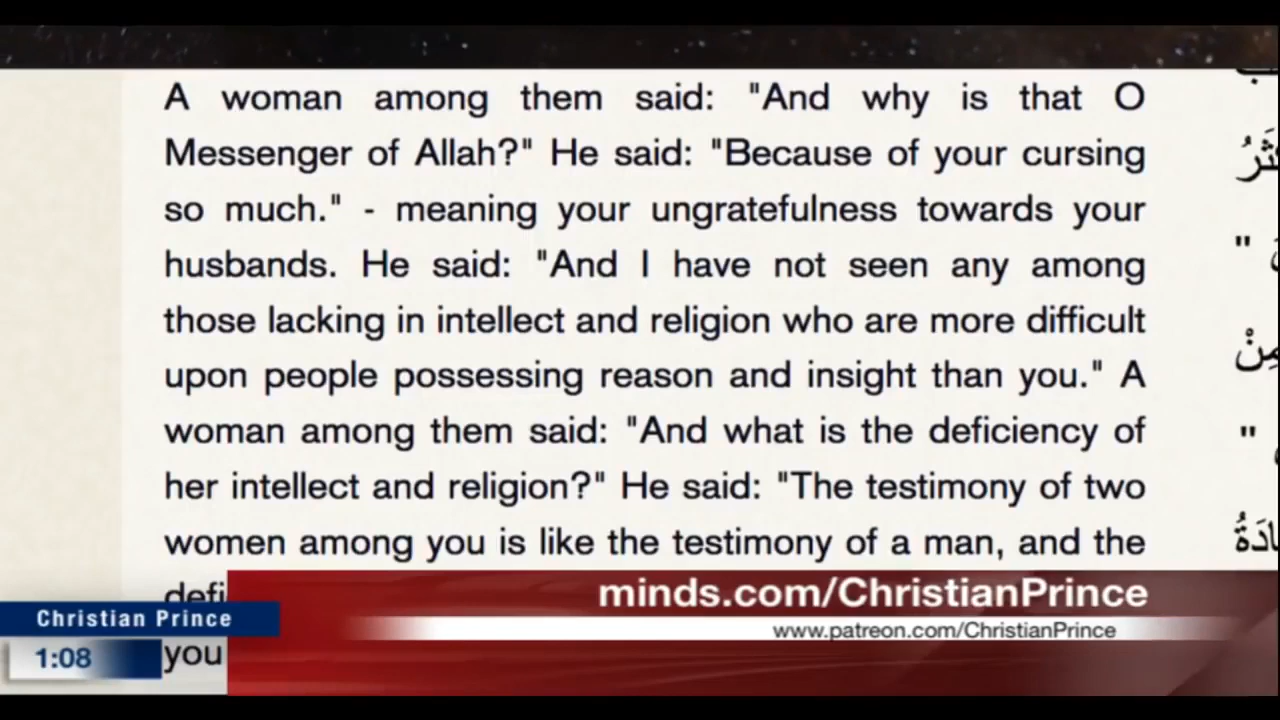 A woman among them said: "And why is that O
Messenger of Allah?" He said: "Because of your cursing
so much." - meaning your ungratefulness towards your
husbands. He said: "And I have not seen any among
those lacking in intellect and religion who are more difficult
upon people possessing reason and insight than you." A
woman among them said: "And what is the deficiency of
her intellect and religion?" He said: "The testimony of two
women among you is like the testimony of a man, and the
you
minds.com/ChristianPrince
www.patreon.com/ChristianPrince
Christian Prince
1:08